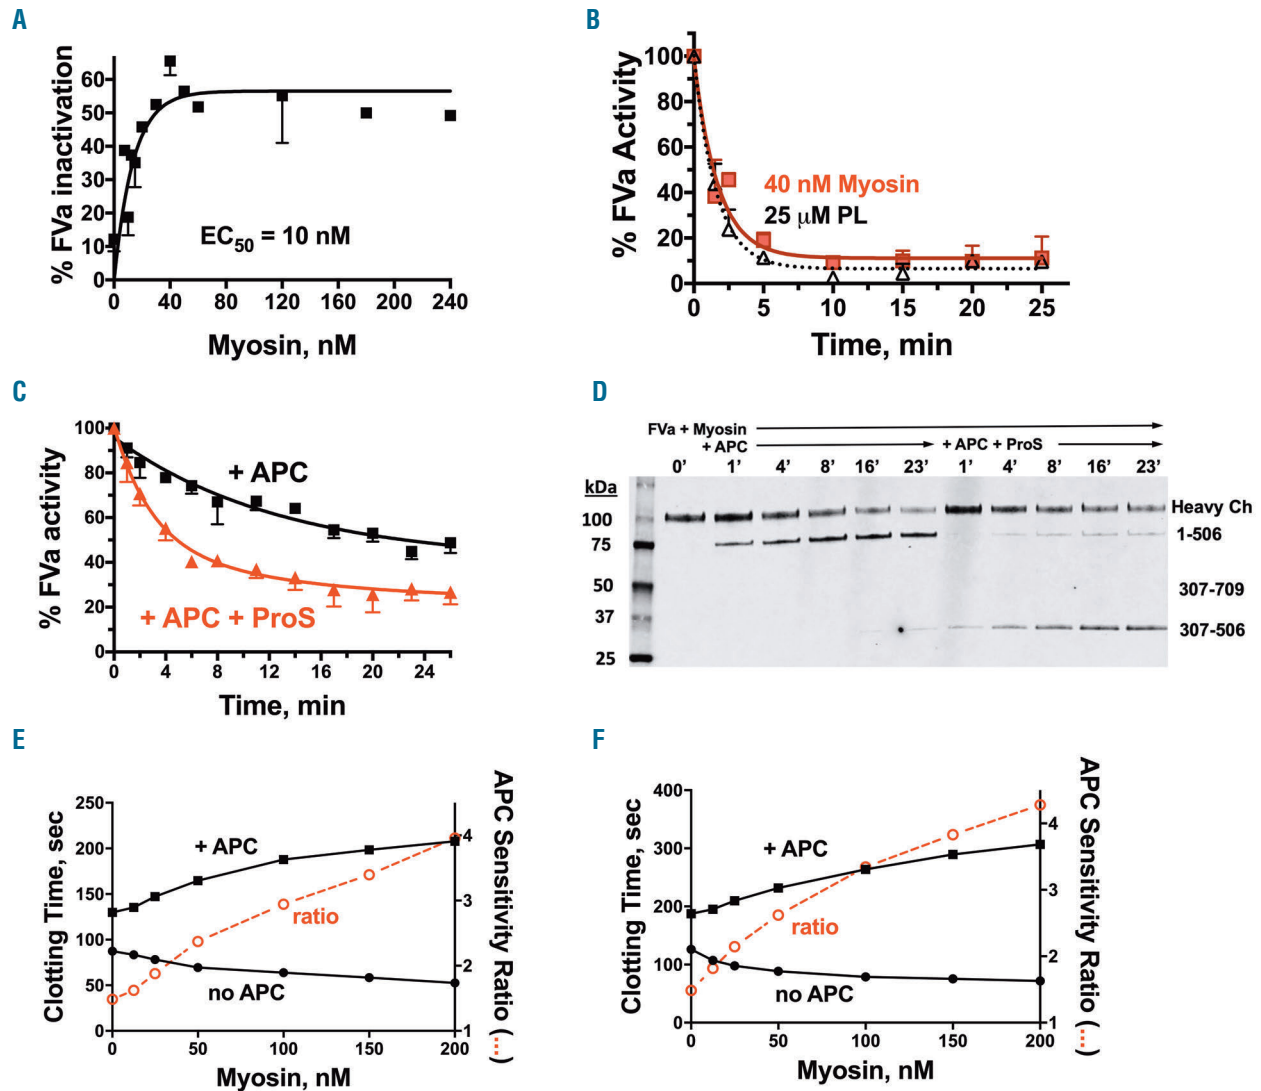 A
% FVa inactivation
60
50
40
30
20
10
0
EC50 = 10 nM
0 40 80 120 160 200 240
Myosin, nM
B
% FVa Activity
100
80
60
40
20
0
40 nM Myosin
25 μM PL
0 5 10 15 20 25
Time, min
C
% FVa activity
100
80
60
40
20
0
+ APC
+ APC + ProS
0 4 8 12 16 20 24
Time, min
D
FVa + Myosin
+ APC
+ APC + ProS
0' 1' 4' 8' 16' 23' 1' 4' 8' 16' 23'
kDa
100
75
50
37
25
Heavy Ch
1-506
307-709
307-506
E
Clotting Time, sec
250
200
150
100
50
0
+ APC
ratio
no APC
4
3
2
1
APC Sensitivity Ratio (...)
0 50 100 150 200
Myosin, nM
F
Clotting Time, sec
400
300
200
100
0
+ APC
ratio
no APC
4
3
2
1
APC Sensitivity Ratio (...)
0 50 100 150 200
Myosin, nM